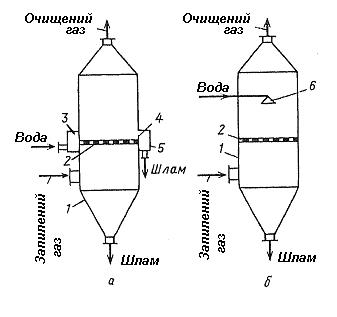 Очищений
газ
Очищений
газ
3
4
Вода
2
5
Шлам
1
Запилений
газ
Шлам
а
Вода
6
2
1
Запилений
газ
Шлам
б